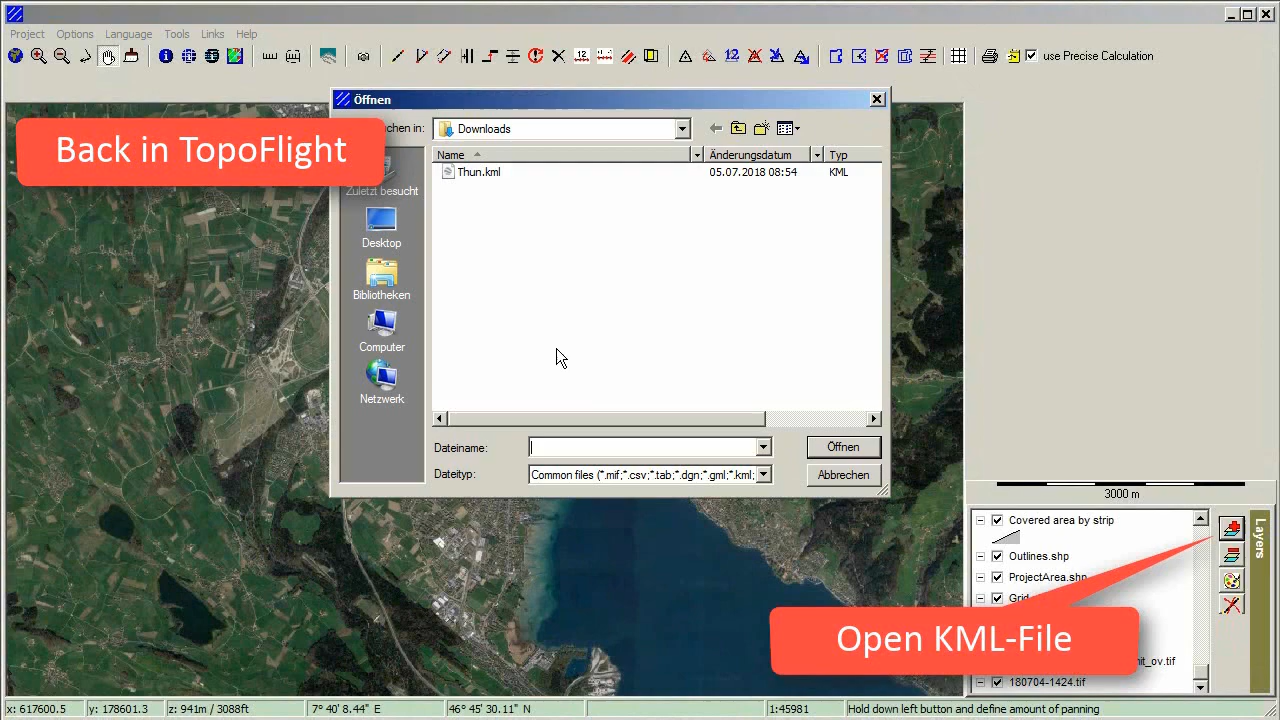 Project Options Language Tools Links Help
use Precise Calculation
Öffnen
Back in TopoFlight
chen in: Downloads
Name Änderungsdatum Typ
Thun.kml 05.07.2018 08:54 KML
Zuletzt besucht
Desktop
Bibliotheken
Computer
Netzwerk
Dateiname: Öffnen
Dateityp: Common files (*.mif;*.csv;*.tab;*.dgn;*.gml;*.kml; Abbrechen
3000 m
Layers
Covered area by strip
Outlines.shp
ProjectArea.shp
Grid
Open KML-File
nit_ov.tif
180704-1424.tif
x: 617600.5 y: 178601.3 z: 941m / 3088ft 7° 40' 8.44'' E 46° 45' 30.11'' N 1:45981 Hold down left button and define amount of panning